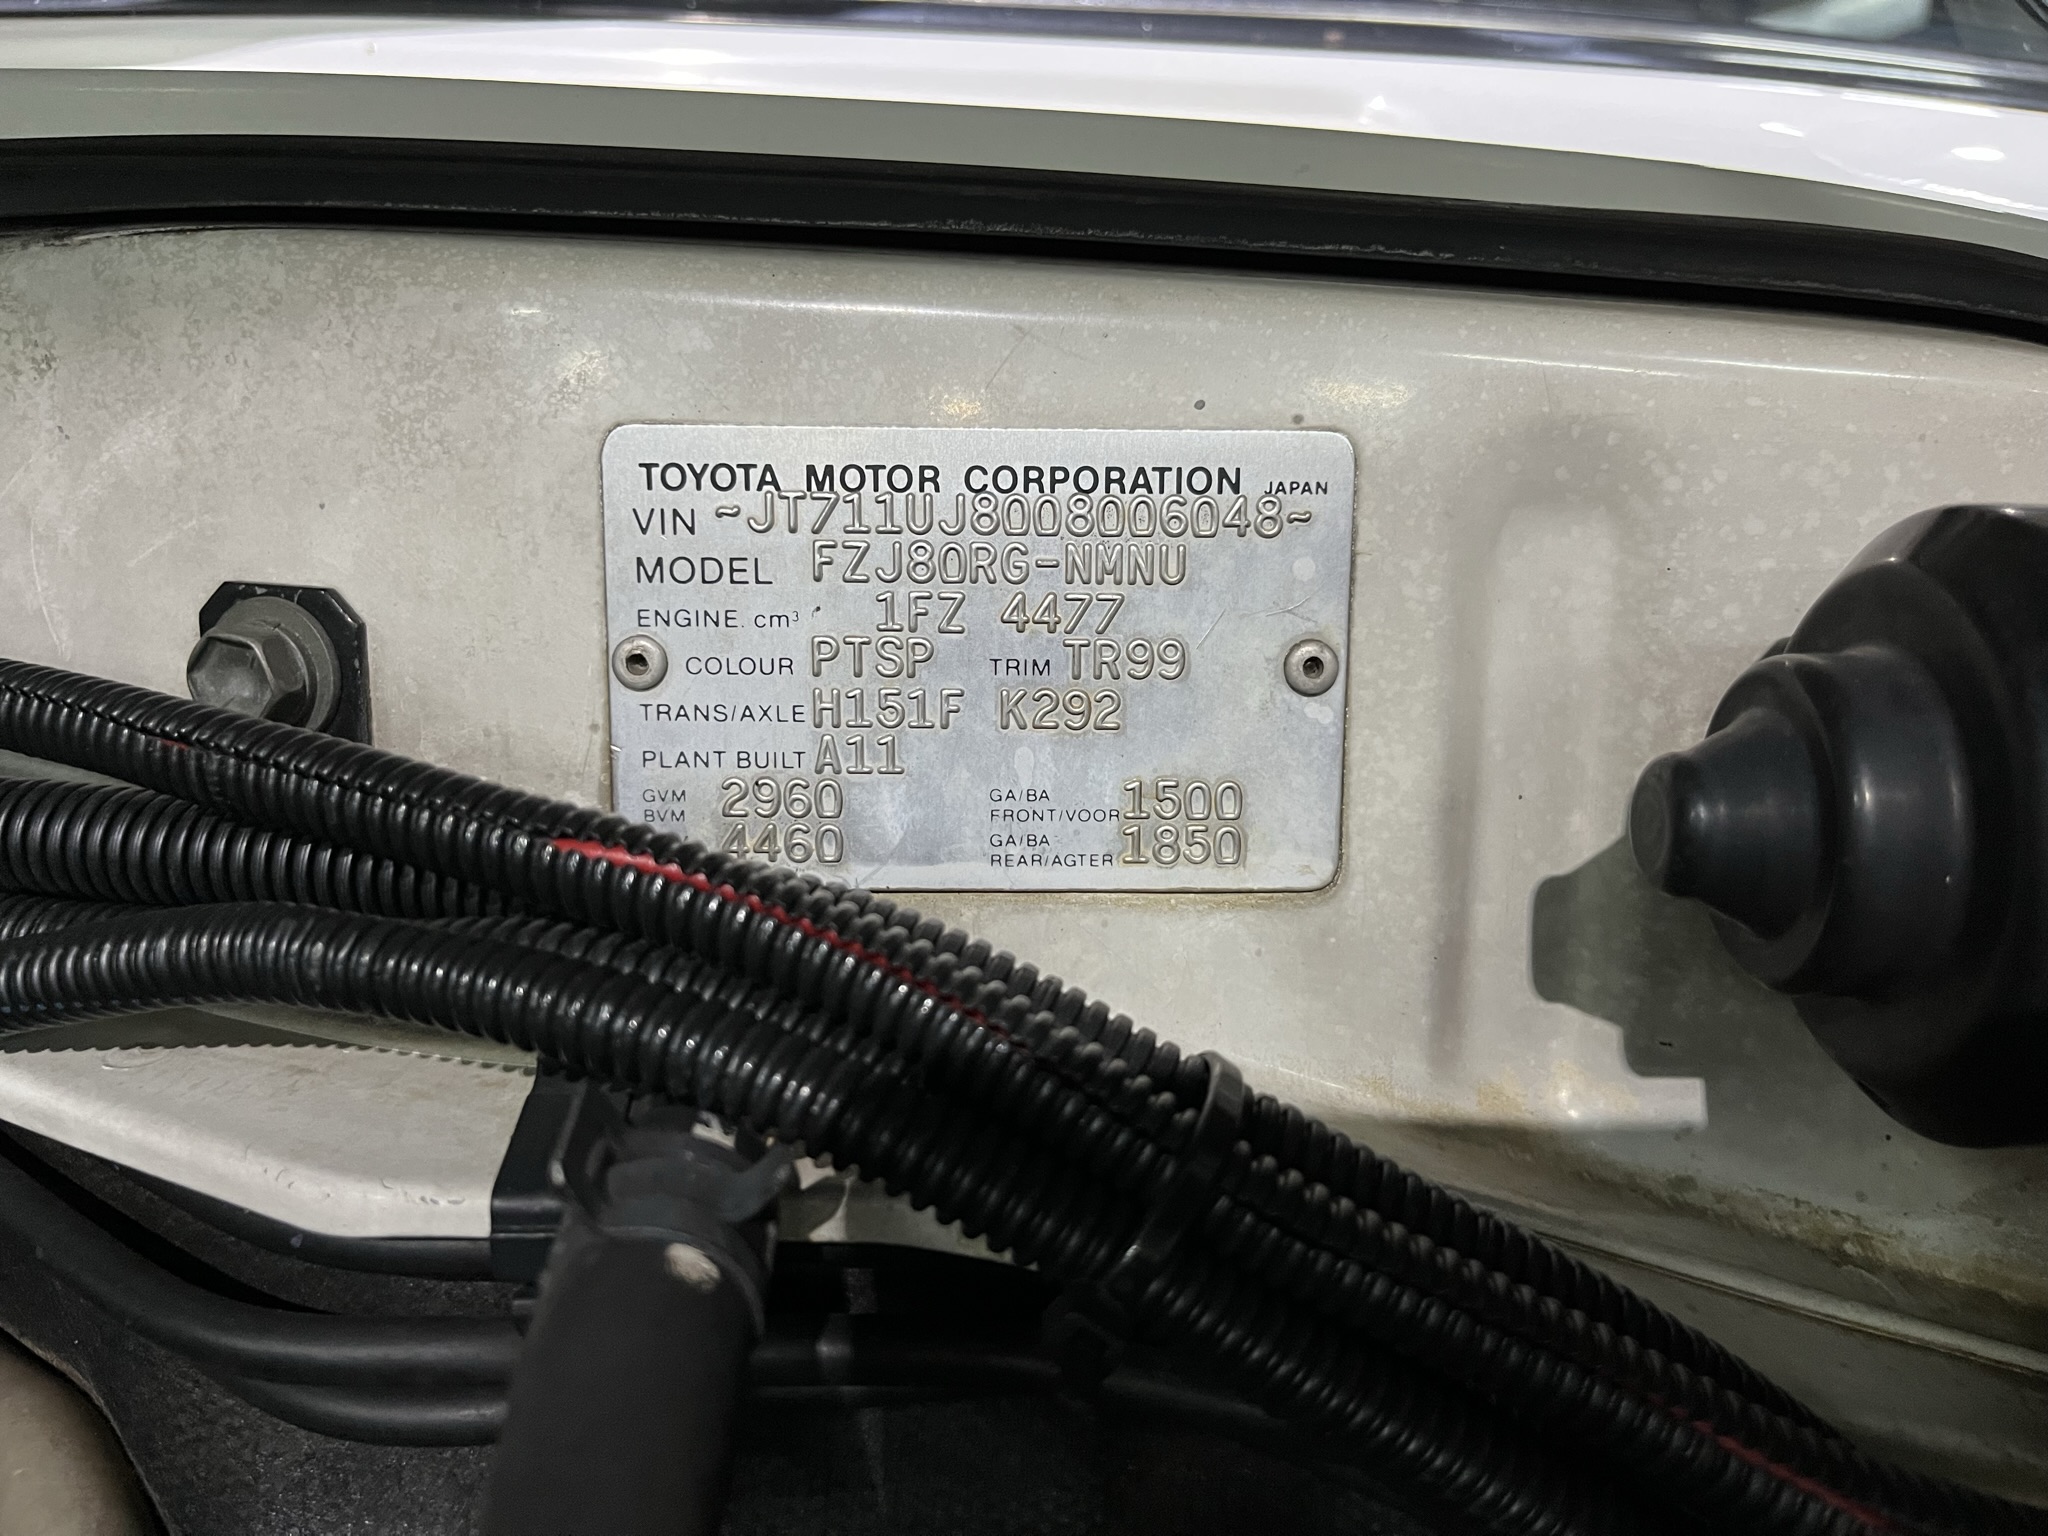 TOYOTA MOTOR CORPORATION JAPAN
VIN ~JT711UJ8008006048~
MODEL FZJ80RG-NMNU
ENGINE. cm³ 1FZ 4477
COLOUR PTSP TRIM TR99
TRANS/AXLE H151F K292
PLANT BUILT A11
GVM BVM 2960 GA/BA FRONT/VOOR 1500
4460 GA/BA REAR/AGTER 1850